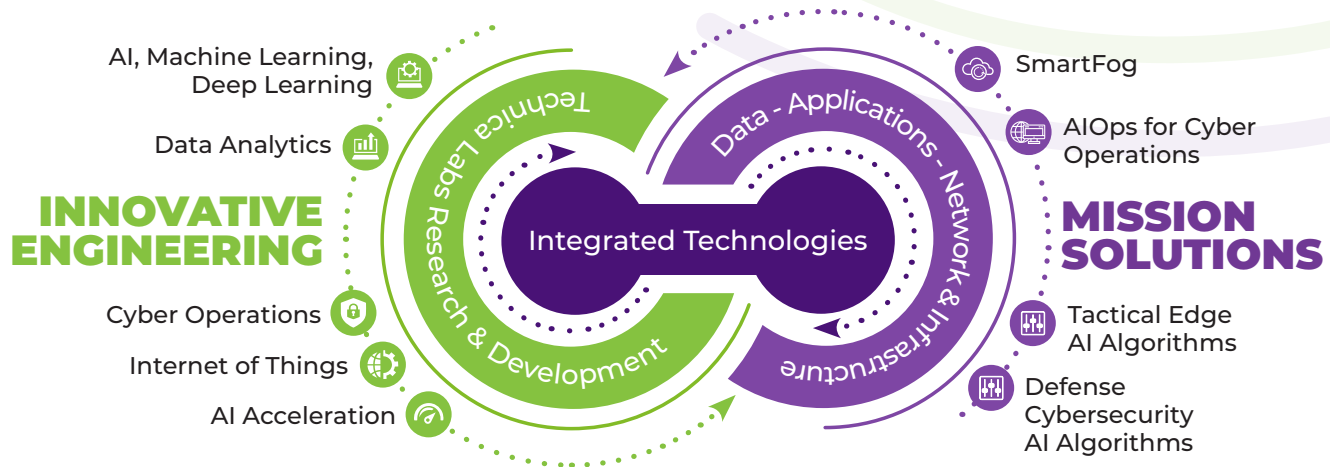 AI, Machine Learning,
Deep Learning
Data Analytics
INNOVATIVE
ENGINEERING
Cyber Operations
Internet of Things
AI Acceleration
Technica Labs Research & Development
Integrated Technologies
Data - Applications - Network & Infrastructure
SmartFog
AIOps for Cyber
Operations
MISSION
SOLUTIONS
Tactical Edge
AI Algorithms
Defense
Cybersecurity
AI Algorithms